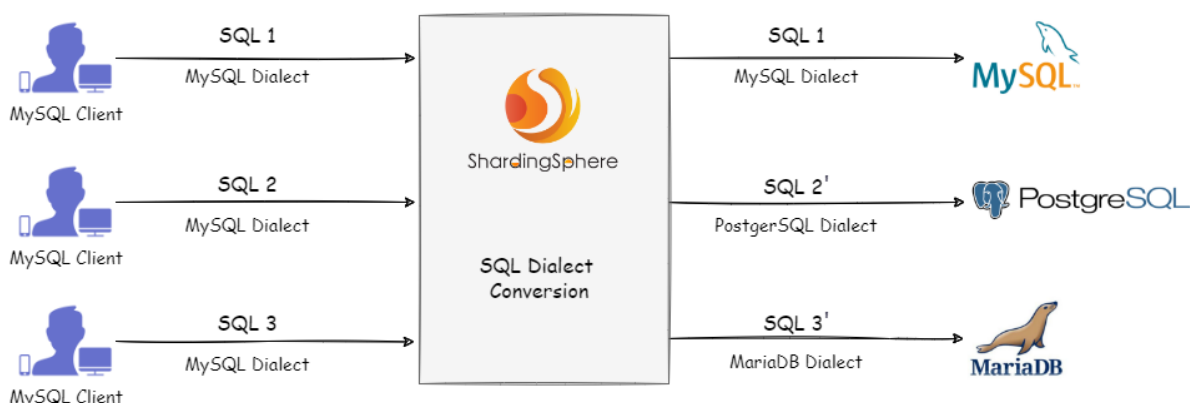 SQL 1
MySQL Dialect
MySQL Client
ShardingSphere
SQL 1
MySQL Dialect
MySQL
SQL 2
MySQL Dialect
MySQL Client
SQL 2'
PostgerSQL Dialect
PostgreSQL
SQL Dialect
Conversion
SQL 3
MySQL Dialect
MySQL Client
SQL 3'
MariaDB Dialect
MariaDB